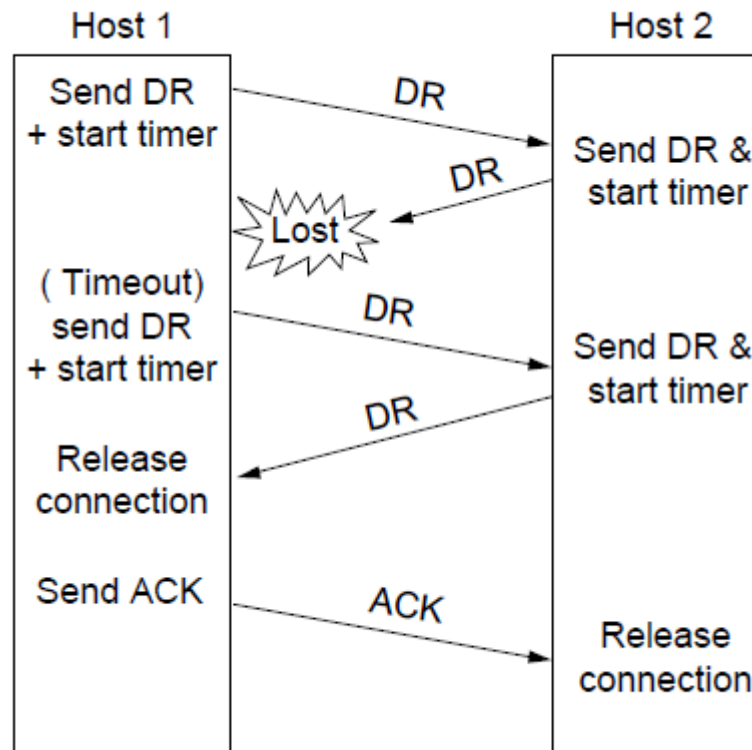 Host 1
Host 2
Send DR
+ start timer
DR
Send DR &
start timer
DR
Lost
( Timeout)
send DR
+ start timer
DR
Send DR &
start timer
DR
Release
connection
Send ACK
ACK
Release
connection